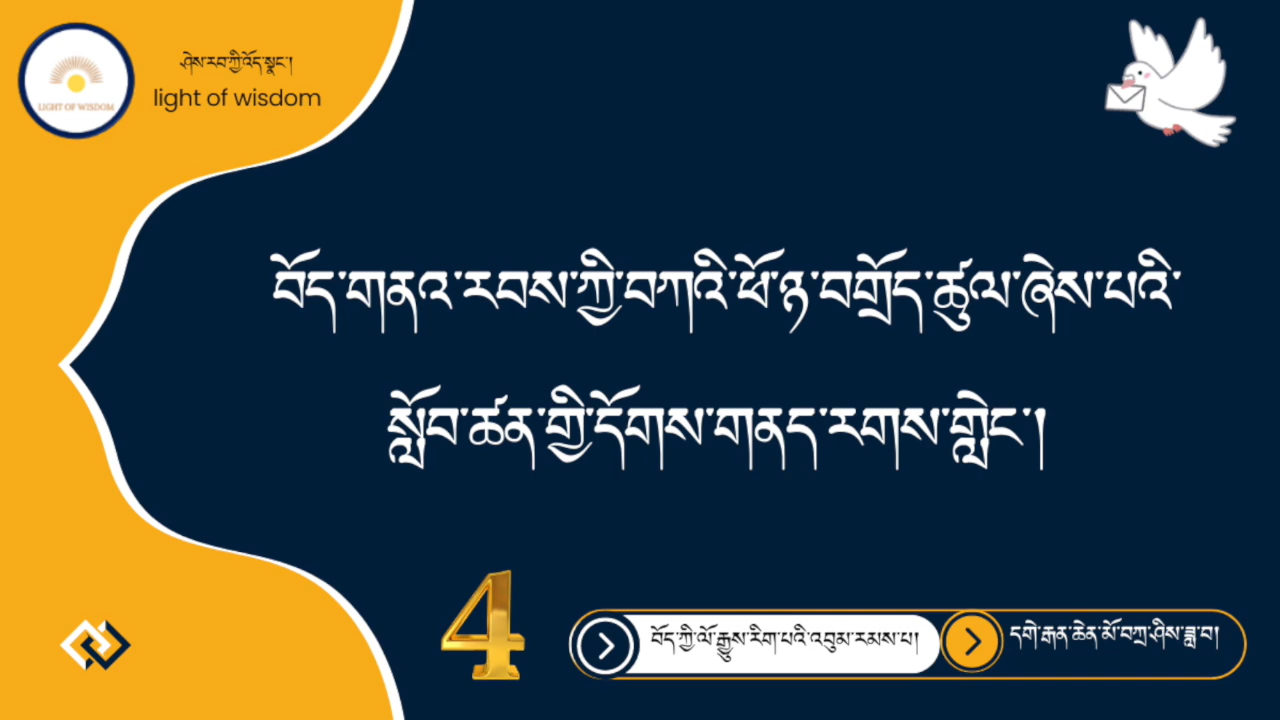 ཤེས་རབ་ཀྱི་འོད་སྣང་།
light of wisdom
LIGHT OF WISDOM
བོད་གནའ་རབས་ཀྱི་བཀའི་ཕོ་ཉ་བགྲོད་ཚུལ་ཞེས་པའི་
སློབ་ཚན་གྱི་དོགས་གནད་རགས་གླེང་།
4
བོད་ཀྱི་ལོ་རྒྱུས་རིག་པའི་འབུམ་རམས་པ།
དགེ་རྒན་ཆེན་མོ་བཀྲ་ཤིས་ཟླ་བ།